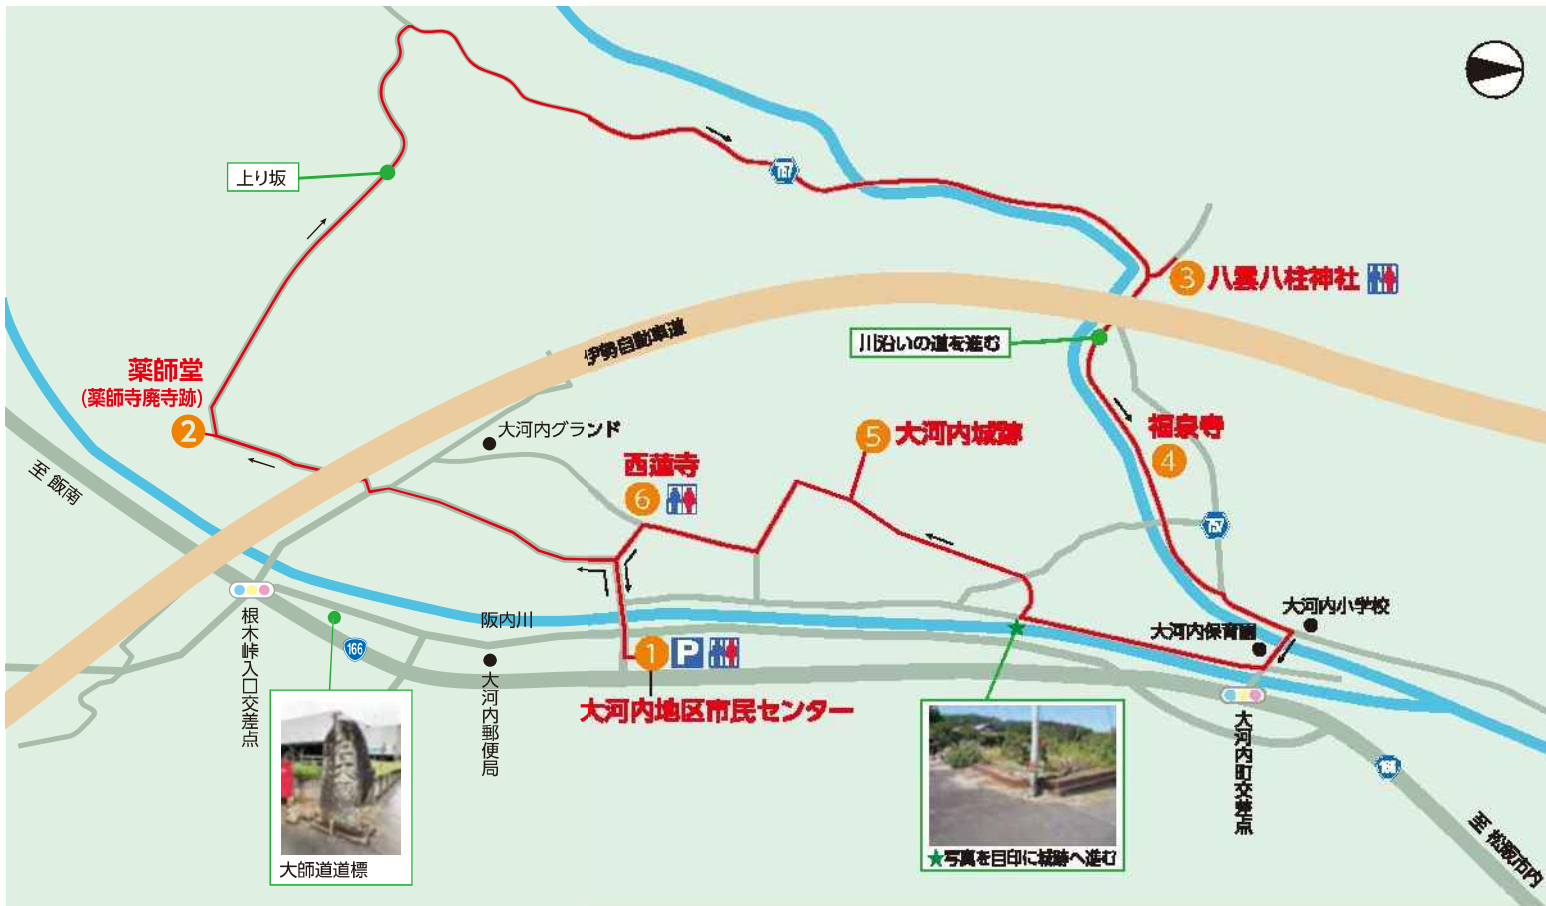 上り坂
757
3 八雲八柱神社
伊勢自動車道
川沿いの道を進む
薬師堂
(薬師寺廃寺跡)
2
大河内グランド
5 大河内城跡
福泉寺
4
西蓮寺
6
至 飯南
757
阪内川
大河内小学校
大河内保育園
根木峠入口交差点
166
1 P
大河内地区市民センター
大河内郵便局
大河内町交差点
166
至 松阪市内
大師道道標
★写真を目印に城跡へ進む